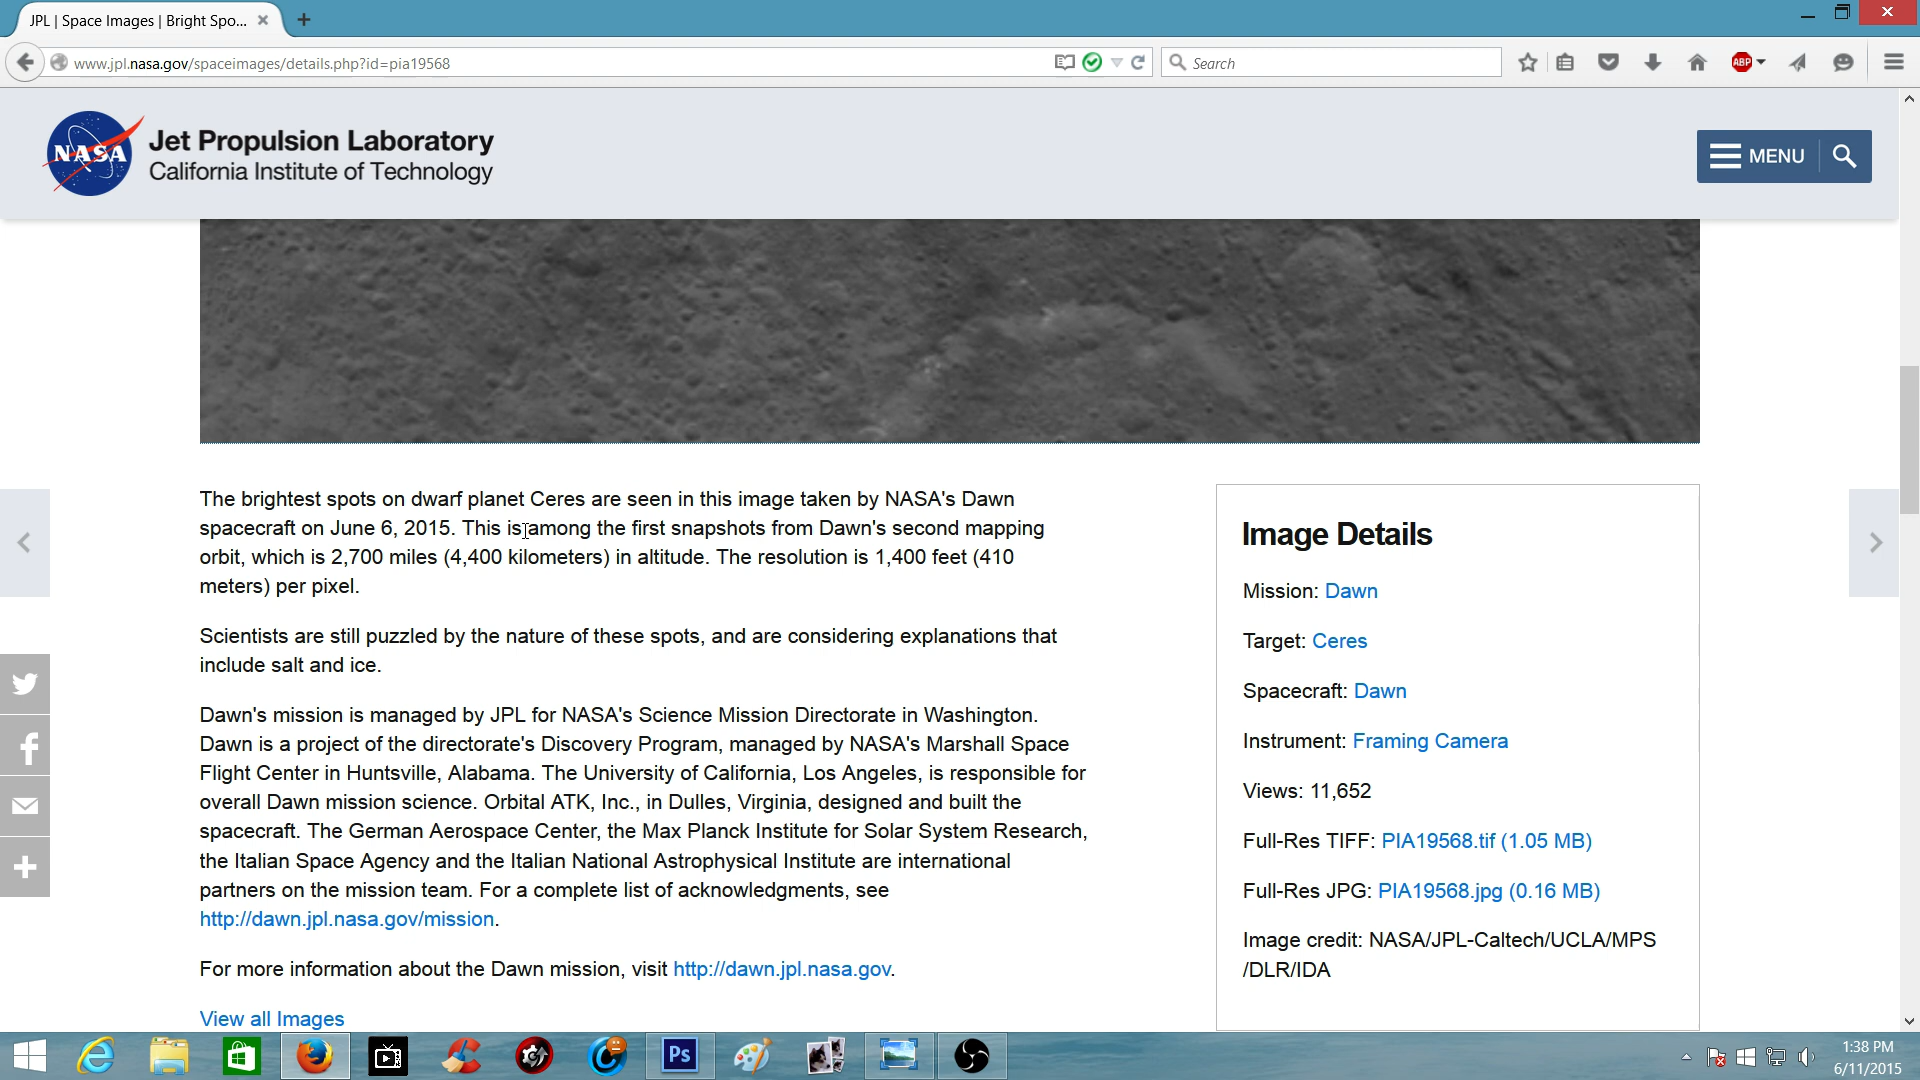 JPL | Space Images | Bright Spo...
www.jpl.nasa.gov/spaceimages/details.php?id=pia19568
Search
ABP
NASA
Jet Propulsion Laboratory
California Institute of Technology
MENU
The brightest spots on dwarf planet Ceres are seen in this image taken by NASA's Dawn
spacecraft on June 6, 2015. This is among the first snapshots from Dawn's second mapping
orbit, which is 2,700 miles (4,400 kilometers) in altitude. The resolution is 1,400 feet (410
meters) per pixel.
Scientists are still puzzled by the nature of these spots, and are considering explanations that
include salt and ice.
Dawn's mission is managed by JPL for NASA's Science Mission Directorate in Washington.
Dawn is a project of the directorate's Discovery Program, managed by NASA's Marshall Space
Flight Center in Huntsville, Alabama. The University of California, Los Angeles, is responsible for
overall Dawn mission science. Orbital ATK, Inc., in Dulles, Virginia, designed and built the
spacecraft. The German Aerospace Center, the Max Planck Institute for Solar System Research,
the Italian Space Agency and the Italian National Astrophysical Institute are international
partners on the mission team. For a complete list of acknowledgments, see
http://dawn.jpl.nasa.gov/mission.
For more information about the Dawn mission, visit http://dawn.jpl.nasa.gov.
View all Images
Image Details
Mission: Dawn
Target: Ceres
Spacecraft: Dawn
Instrument: Framing Camera
Views: 11,652
Full-Res TIFF: PIA19568.tif (1.05 MB)
Full-Res JPG: PIA19568.jpg (0.16 MB)
Image credit: NASA/JPL-Caltech/UCLA/MPS
/DLR/IDA
Ps
1:38 PM
6/11/2015